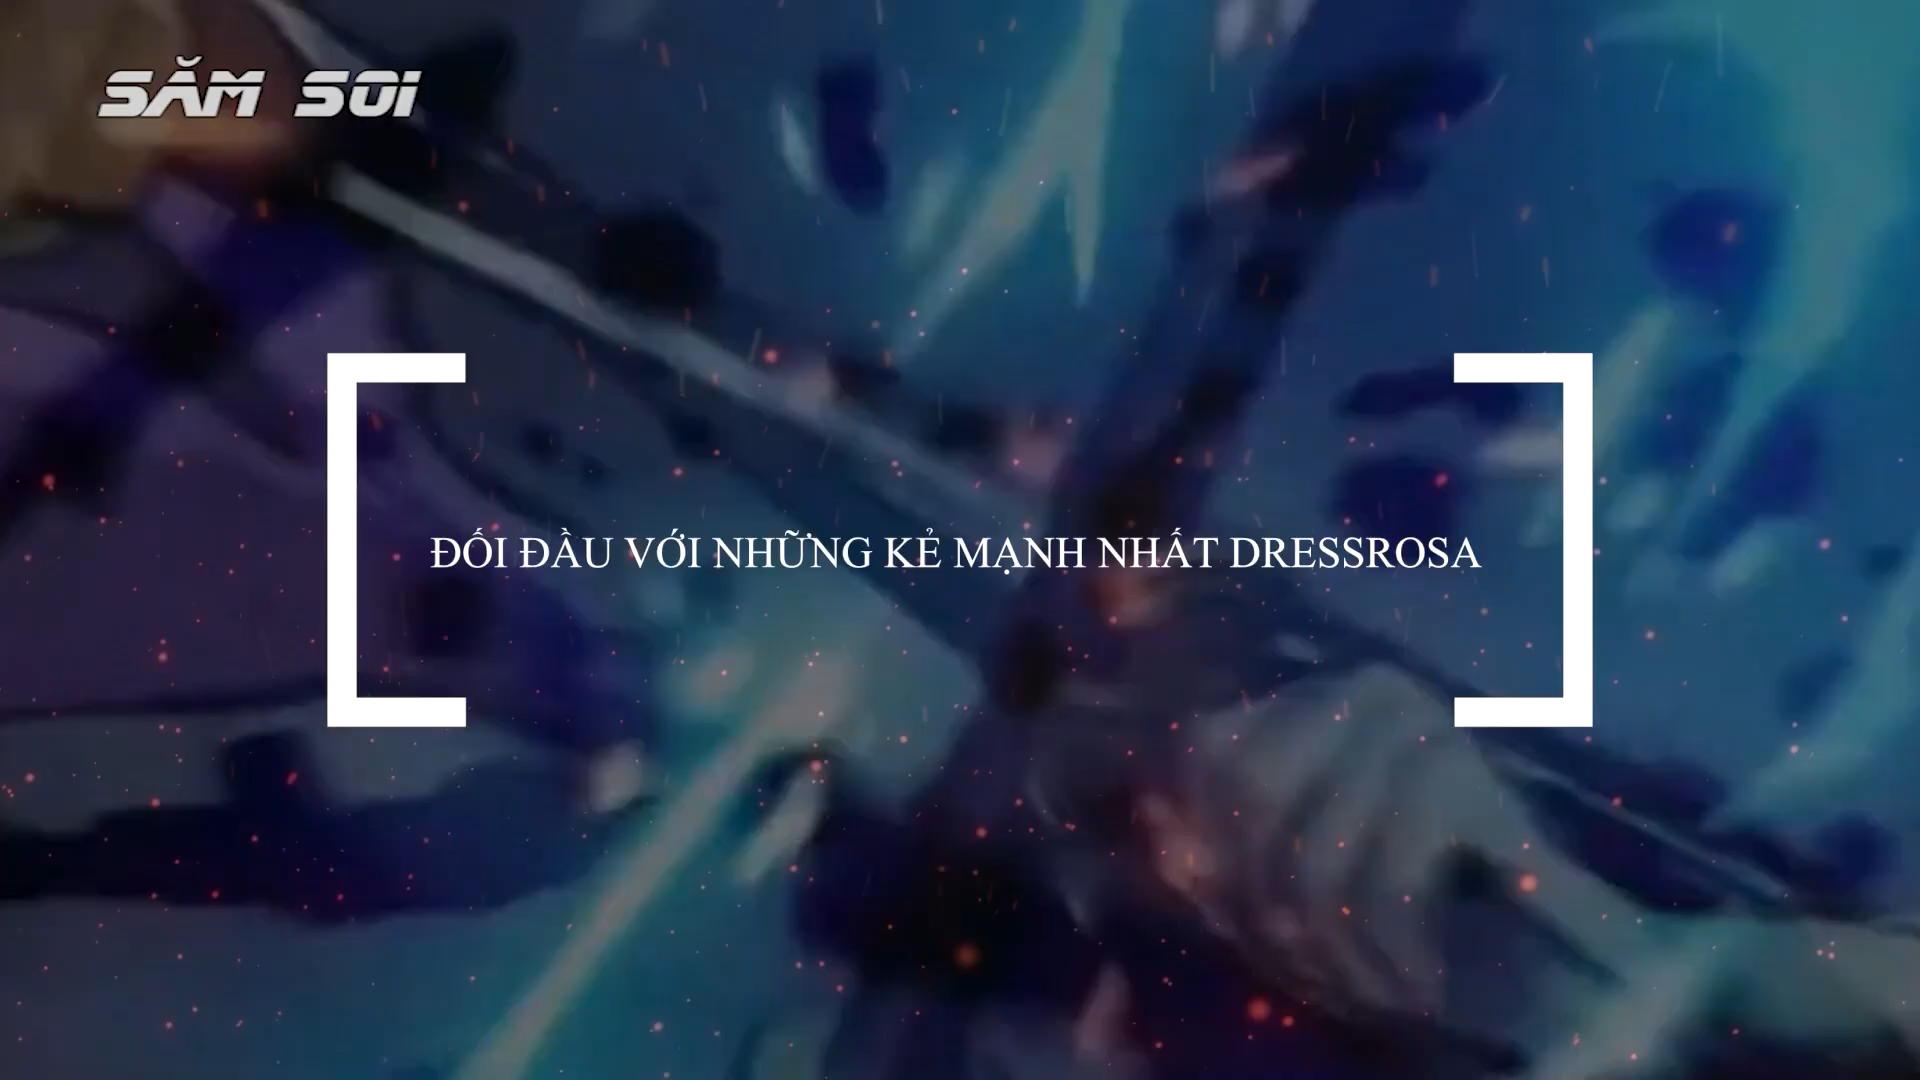 SĂM SOI
ĐỐI ĐẦU VỚI NHỮNG KẺ MẠNH NHẤT DRESSROSA